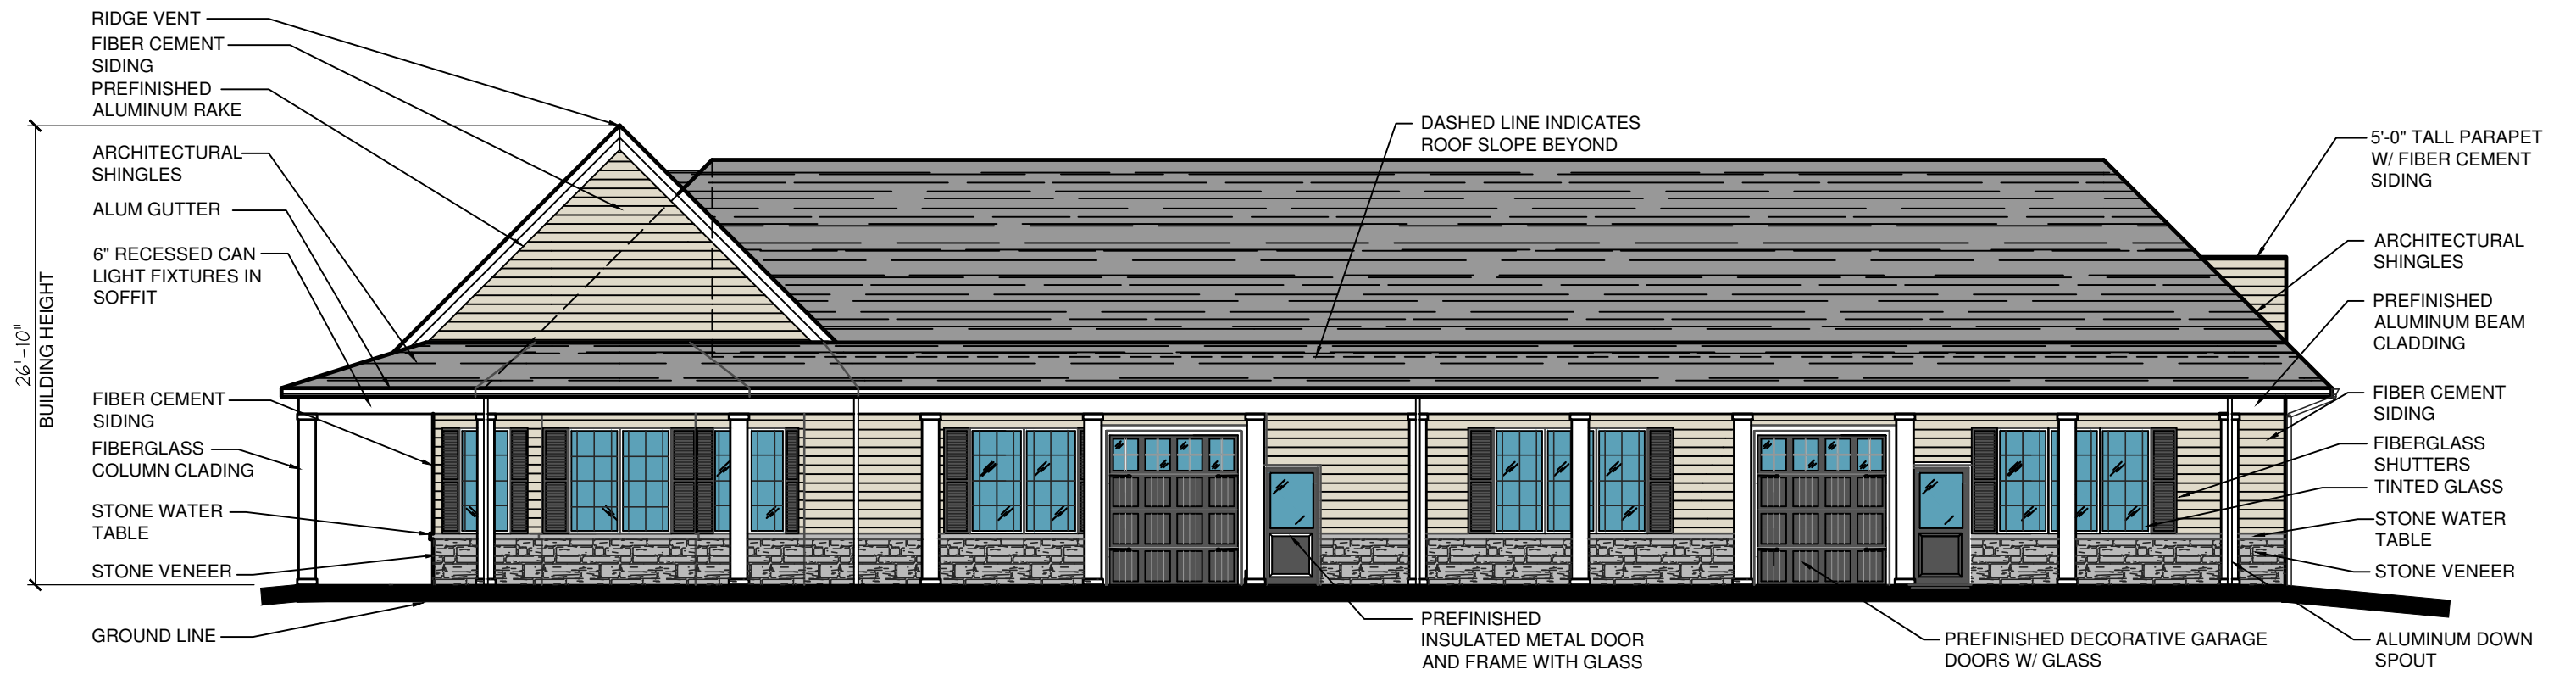 RIDGE VENT
FIBER CEMENT
SIDING
PREFINISHED
ALUMINUM RAKE
ARCHITECTURAL
SHINGLES
ALUM GUTTER
6" RECESSED CAN
LIGHT FIXTURES IN
SOFFIT
26'-10"
BUILDING HEIGHT
FIBER CEMENT
SIDING
FIBERGLASS
COLUMN CLADING
STONE WATER
TABLE
STONE VENEER
GROUND LINE
DASHED LINE INDICATES
ROOF SLOPE BEYOND
PREFINISHED
INSULATED METAL DOOR
AND FRAME WITH GLASS
PREFINISHED DECORATIVE GARAGE
DOORS W/ GLASS
5'-0" TALL PARAPET
W/ FIBER CEMENT
SIDING
ARCHITECTURAL
SHINGLES
PREFINISHED
ALUMINUM BEAM
CLADDING
FIBER CEMENT
SIDING
FIBERGLASS
SHUTTERS
TINTED GLASS
STONE WATER
TABLE
STONE VENEER
ALUMINUM DOWN
SPOUT